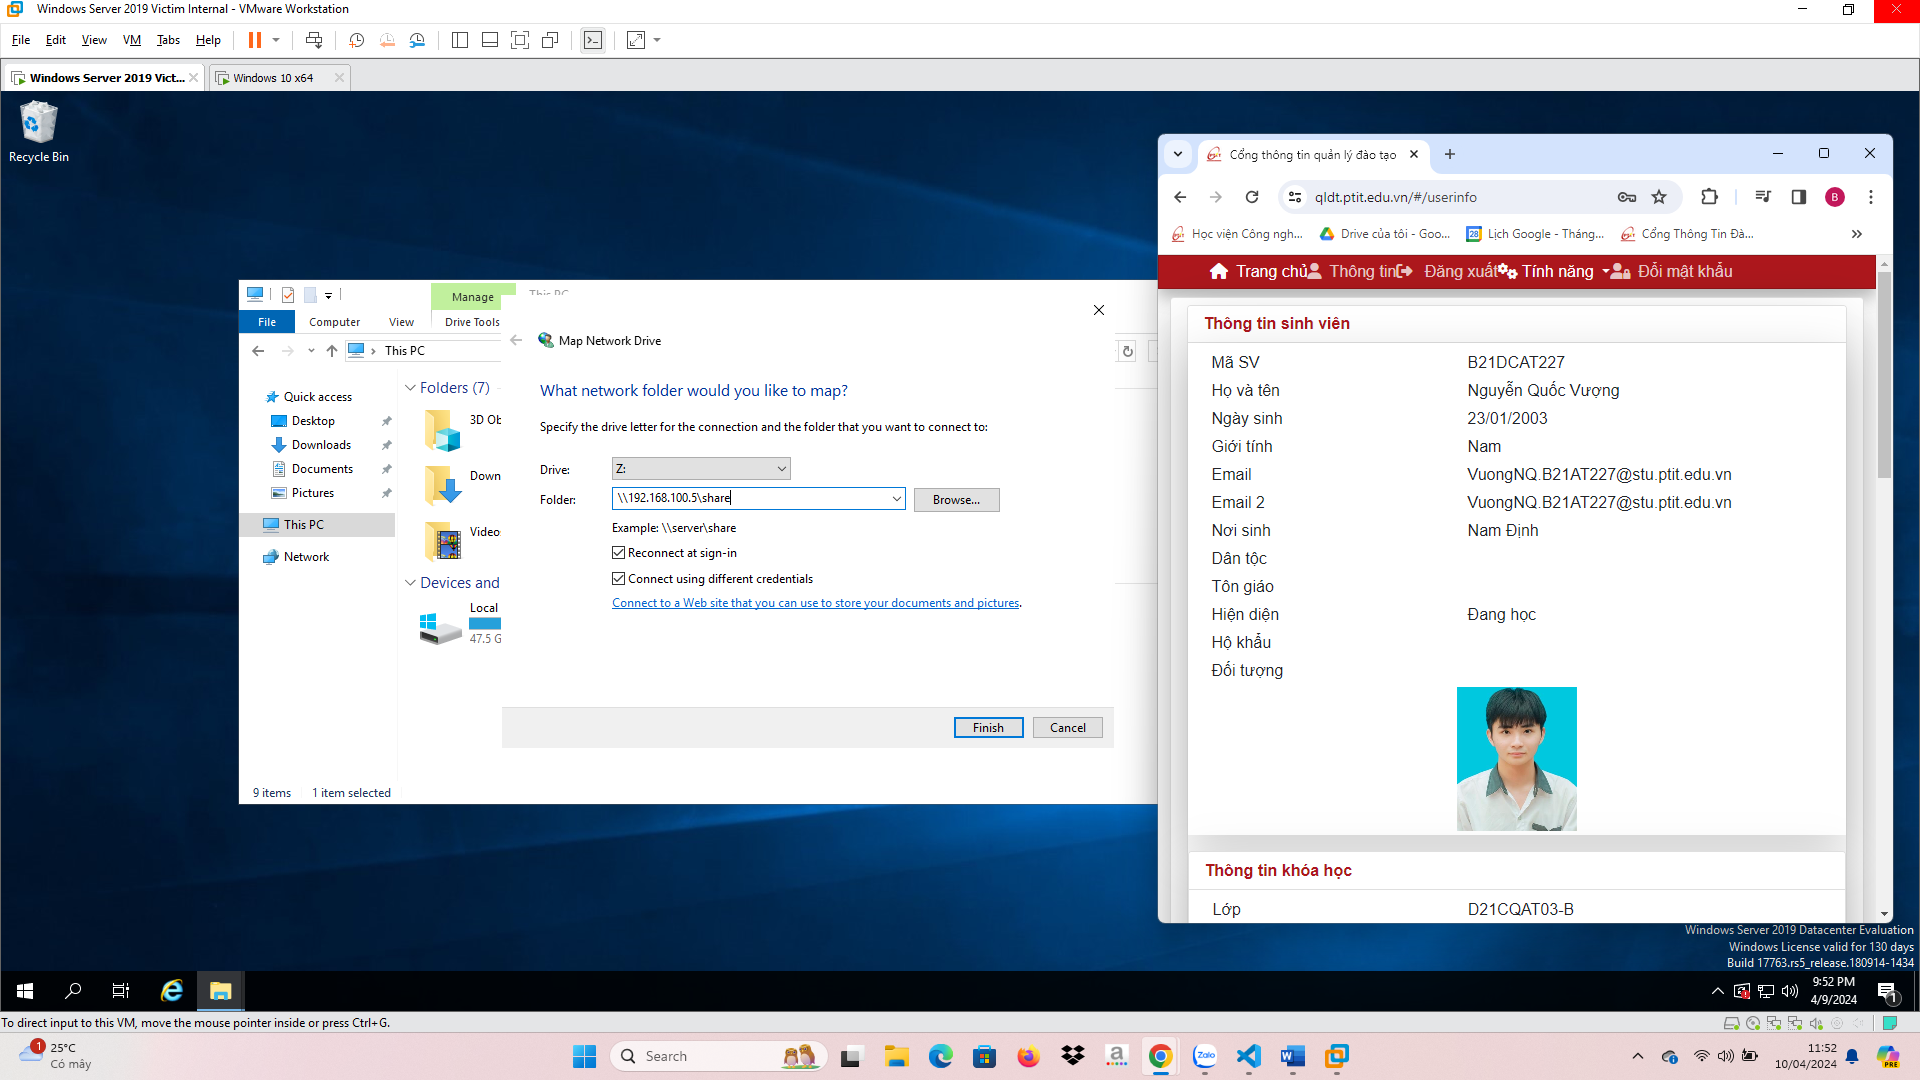 Windows Server 2019 Victim Internal - VMware Workstation
File Edit View VM Tabs Help
Windows Server 2019 Vict... Windows 10 x64
Recycle Bin
Manage This PC
File Computer View Drive Tools
This PC
Quick access
Desktop
Downloads
Documents
Pictures
This PC
Network
Folders (7)
3D Ob
Down
Video
Devices and
Local
47.5 G
9 items 1 item selected
Map Network Drive
What network folder would you like to map?
Specify the drive letter for the connection and the folder that you want to connect to:
Drive: Z:
Folder: \\192.168.100.5\share Browse...
Example: \\server\share
Reconnect at sign-in
Connect using different credentials
Connect to a Web site that you can use to store your documents and pictures.
Finish Cancel
Cổng thông tin quản lý đào tạo
qldt.ptit.edu.vn/#/userinfo B
Học viện Công ngh... Drive của tôi - Goo... 28 Lịch Google - Tháng... Cổng Thông Tin Đà...
Trang chủ Thông tin Đăng xuất Tính năng Đổi mật khẩu
Thông tin sinh viên
Mã SV B21DCAT227
Họ và tên Nguyễn Quốc Vượng
Ngày sinh 23/01/2003
Giới tính Nam
Email VuongNQ.B21AT227@stu.ptit.edu.vn
Email 2 VuongNQ.B21AT227@stu.ptit.edu.vn
Nơi sinh Nam Định
Dân tộc
Tôn giáo
Hiện diện Đang học
Hộ khẩu
Đối tượng
Thông tin khóa học
Lớp D21CQAT03-B
Windows Server 2019 Datacenter Evaluation
Windows License valid for 130 days
Build 17763.rs5_release.180914-1434
9:52 PM
4/9/2024
1
To direct input to this VM, move the mouse pointer inside or press Ctrl+G.
1
25°C
Có mây
Search
a
Zalo
W
11:52
10/04/2024
PRE